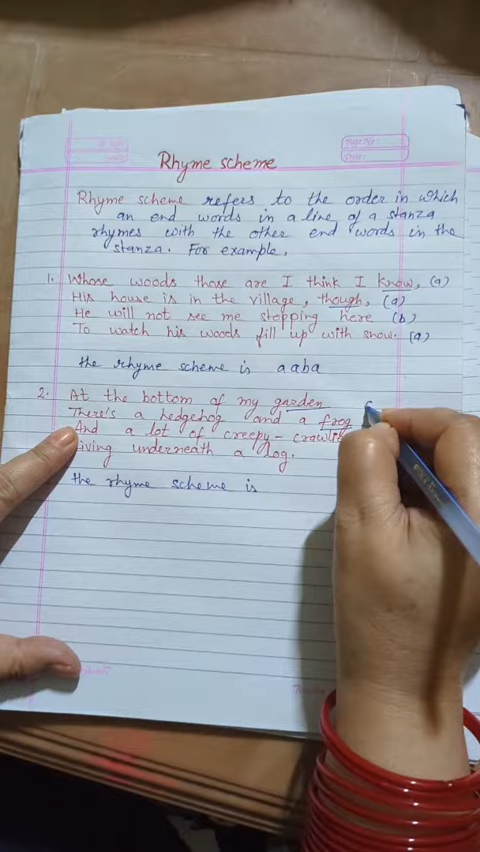 Page No:
Date:
Rhyme scheme
Rhyme scheme refers to the order in which
an end words in a line of a stanza
rhymes with the other end words in the
stanza. For example,
1. Whose woods those are I think I know, (a)
His house is in the village, though, (a)
He will not see me stopping here (b)
To watch his woods fill up with snow. (a)
the rhyme scheme is aaba
2. At the bottom of my garden
There's a hedgehog and a frog
And a lot of creepy-
Living underneath a log.
the rhyme scheme is